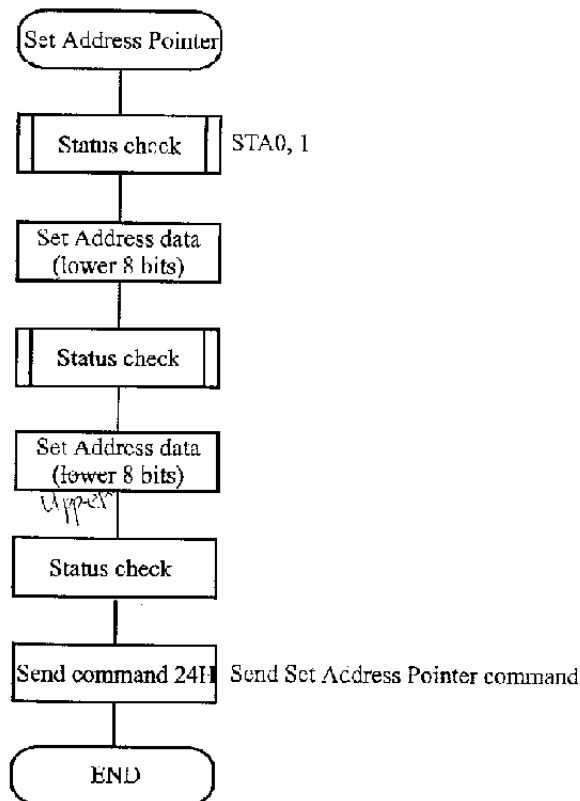 Set Address Pointer
Status check
STA0, 1
Set Address data
(lower 8 bits)
Status check
Set Address data
(lower 8 bits)
Upper
Status check
Send command 24H
Send Set Address Pointer command
END